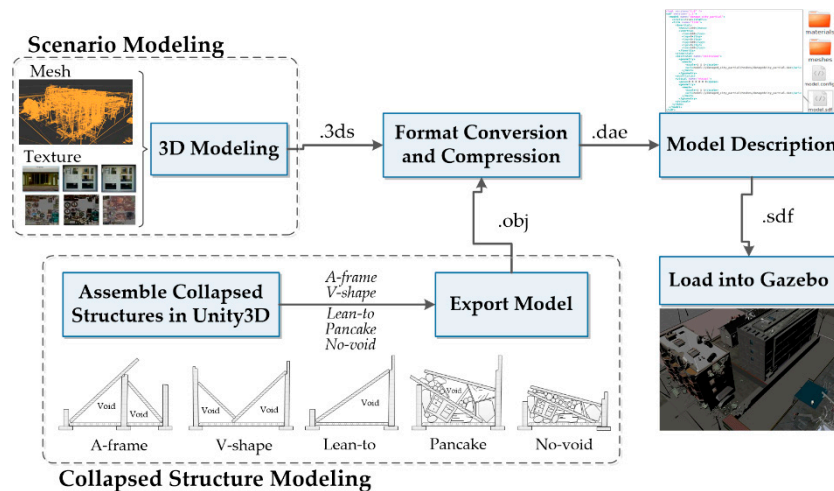 Scenario Modeling
Mesh
Texture
3D Modeling
.3ds
Format Conversion
and Compression
.dae
materials
meshes
model.config
model.sdf
Model Description
.obj
.sdf
Load into Gazebo
Assemble Collapsed
Structures in Unity3D
A-frame
V-shape
Lean-to
Pancake
No-void
Export Model
Void
Void
Void
Void
Void
Void
A-frame
V-shape
Lean-to
Pancake
No-void
Collapsed Structure Modeling